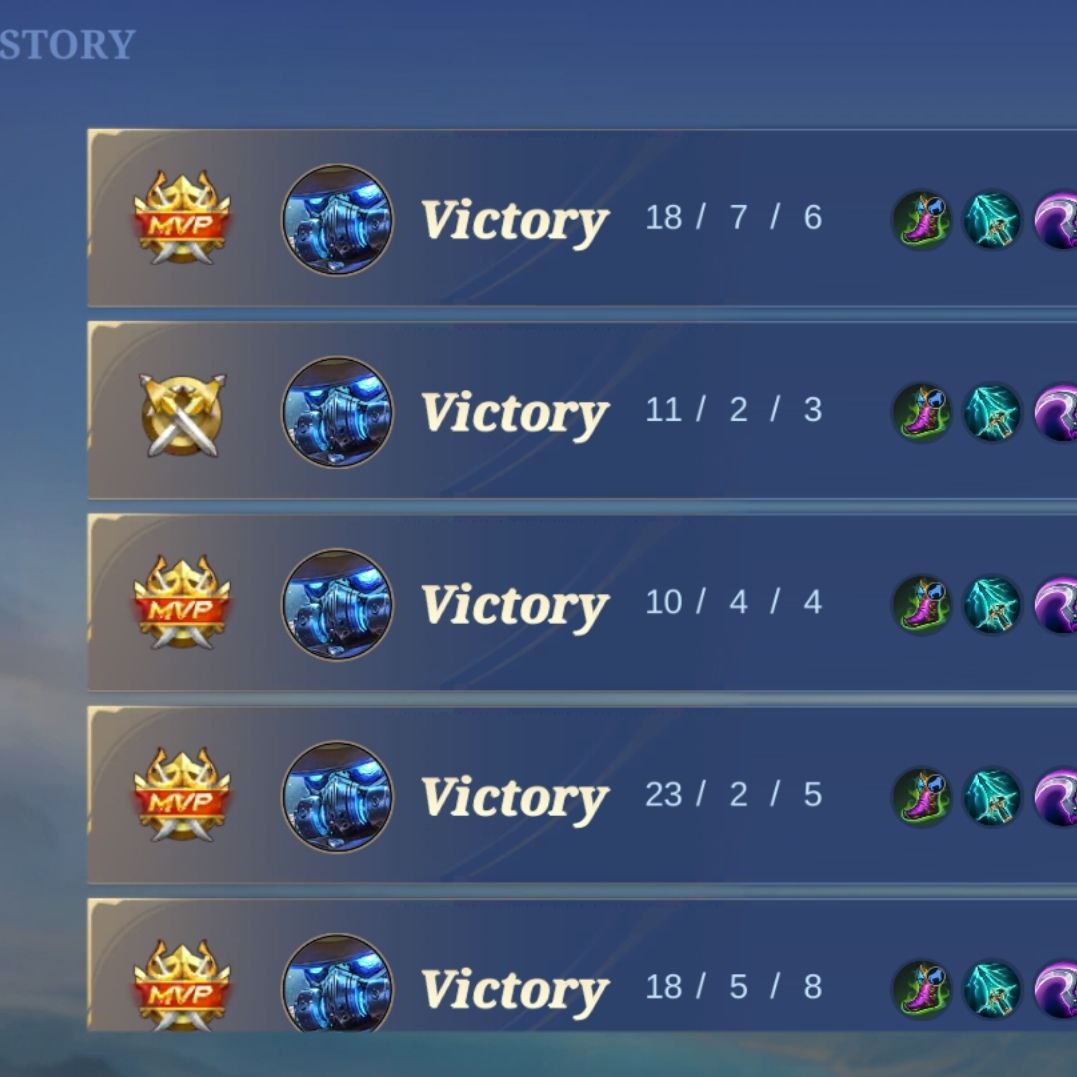 STORY
MVP Victory 18 / 7 / 6
Victory 11 / 2 / 3
MVP Victory 10 / 4 / 4
MVP Victory 23 / 2 / 5
MVP Victory 18 / 5 / 8